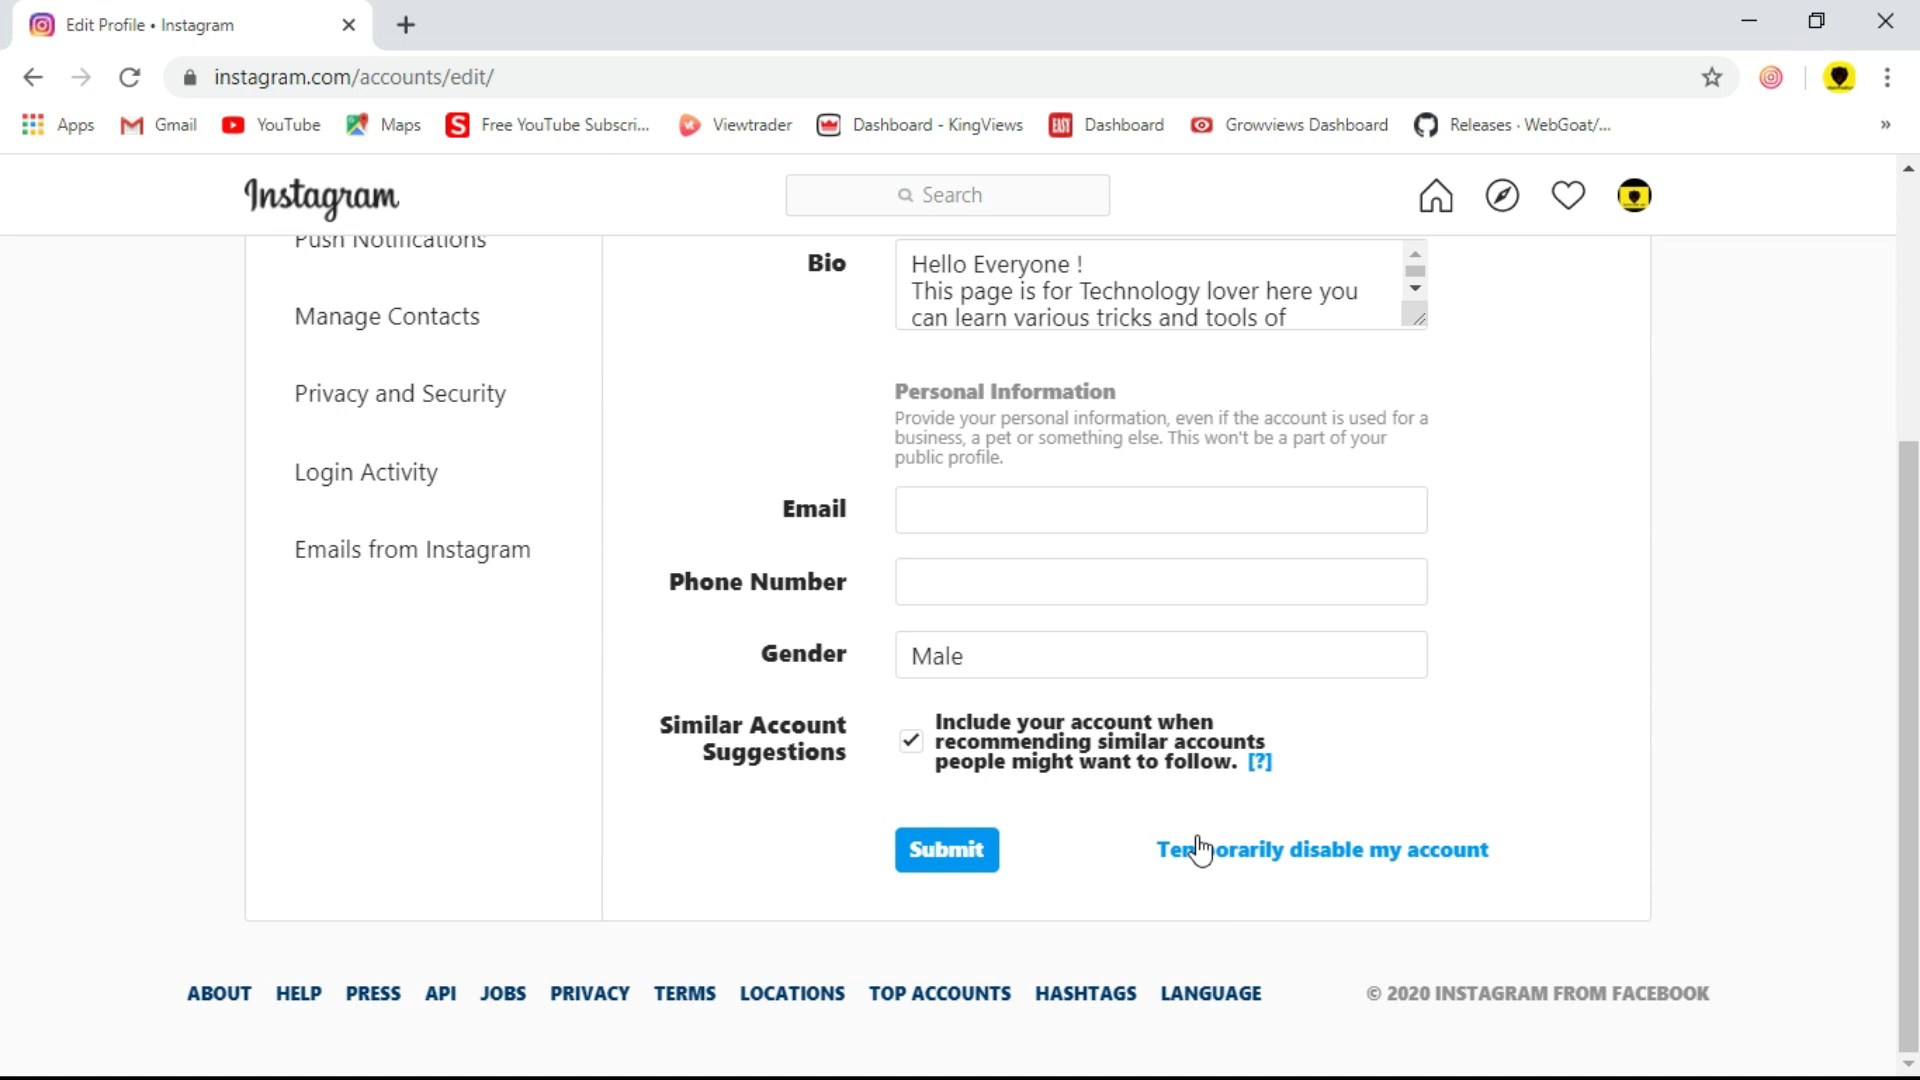 Edit Profile • Instagram
instagram.com/accounts/edit/
Apps
Gmail
YouTube
Maps
Free YouTube Subscri...
Viewtrader
Dashboard - KingViews
EASY
Dashboard
Growviews Dashboard
Releases · WebGoat/...
»
Instagram
Search
Push Notifications
Manage Contacts
Privacy and Security
Login Activity
Emails from Instagram
Bio
Hello Everyone !
This page is for Technology lover here you
can learn various tricks and tools of
Personal Information
Provide your personal information, even if the account is used for a
business, a pet or something else. This won't be a part of your
public profile.
Email
Phone Number
Gender
Male
Similar Account
Suggestions
Include your account when
recommending similar accounts
people might want to follow. [?]
Submit
Temporarily disable my account
ABOUT HELP PRESS API JOBS PRIVACY TERMS LOCATIONS TOP ACCOUNTS HASHTAGS LANGUAGE
© 2020 INSTAGRAM FROM FACEBOOK